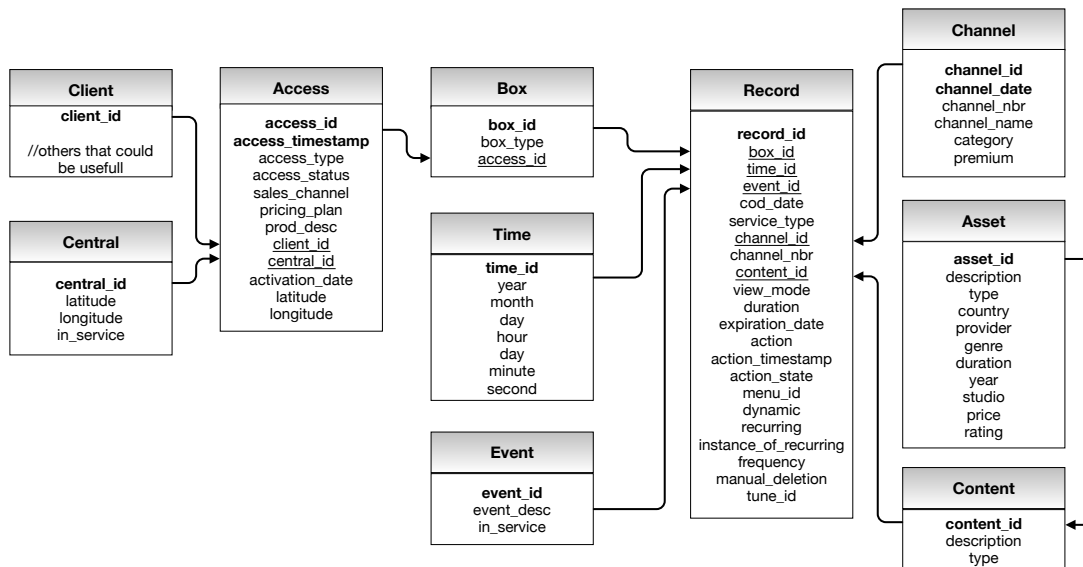 Client
client_id
//others that could
be usefull
Central
central_id
latitude
longitude
in_service
Access
access_id
access_timestamp
access_type
access_status
sales_channel
pricing_plan
prod_desc
client_id
central_id
activation_date
latitude
longitude
Box
box_id
box_type
access_id
Time
time_id
year
month
day
hour
day
minute
second
Event
event_id
event_desc
in_service
Record
record_id
box_id
time_id
event_id
cod_date
service_type
channel_id
channel_nbr
content_id
view_mode
duration
expiration_date
action
action_timestamp
action_state
menu_id
dynamic
recurring
instance_of_recurring
frequency
manual_deletion
tune_id
Channel
channel_id
channel_date
channel_nbr
channel_name
category
premium
Asset
asset_id
description
type
country
provider
genre
duration
year
studio
price
rating
Content
content_id
description
type